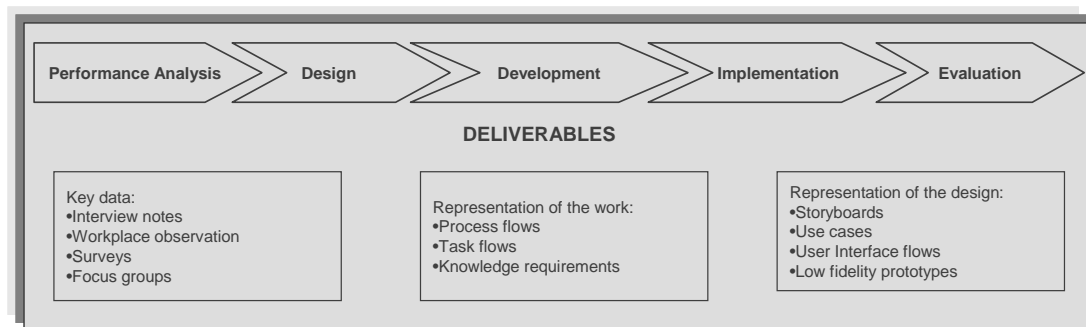 Performance Analysis
Design
Development
Implementation
Evaluation
DELIVERABLES
Key data:
•Interview notes
•Workplace observation
•Surveys
•Focus groups
Representation of the work:
•Process flows
•Task flows
•Knowledge requirements
Representation of the design:
•Storyboards
•Use cases
•User Interface flows
•Low fidelity prototypes